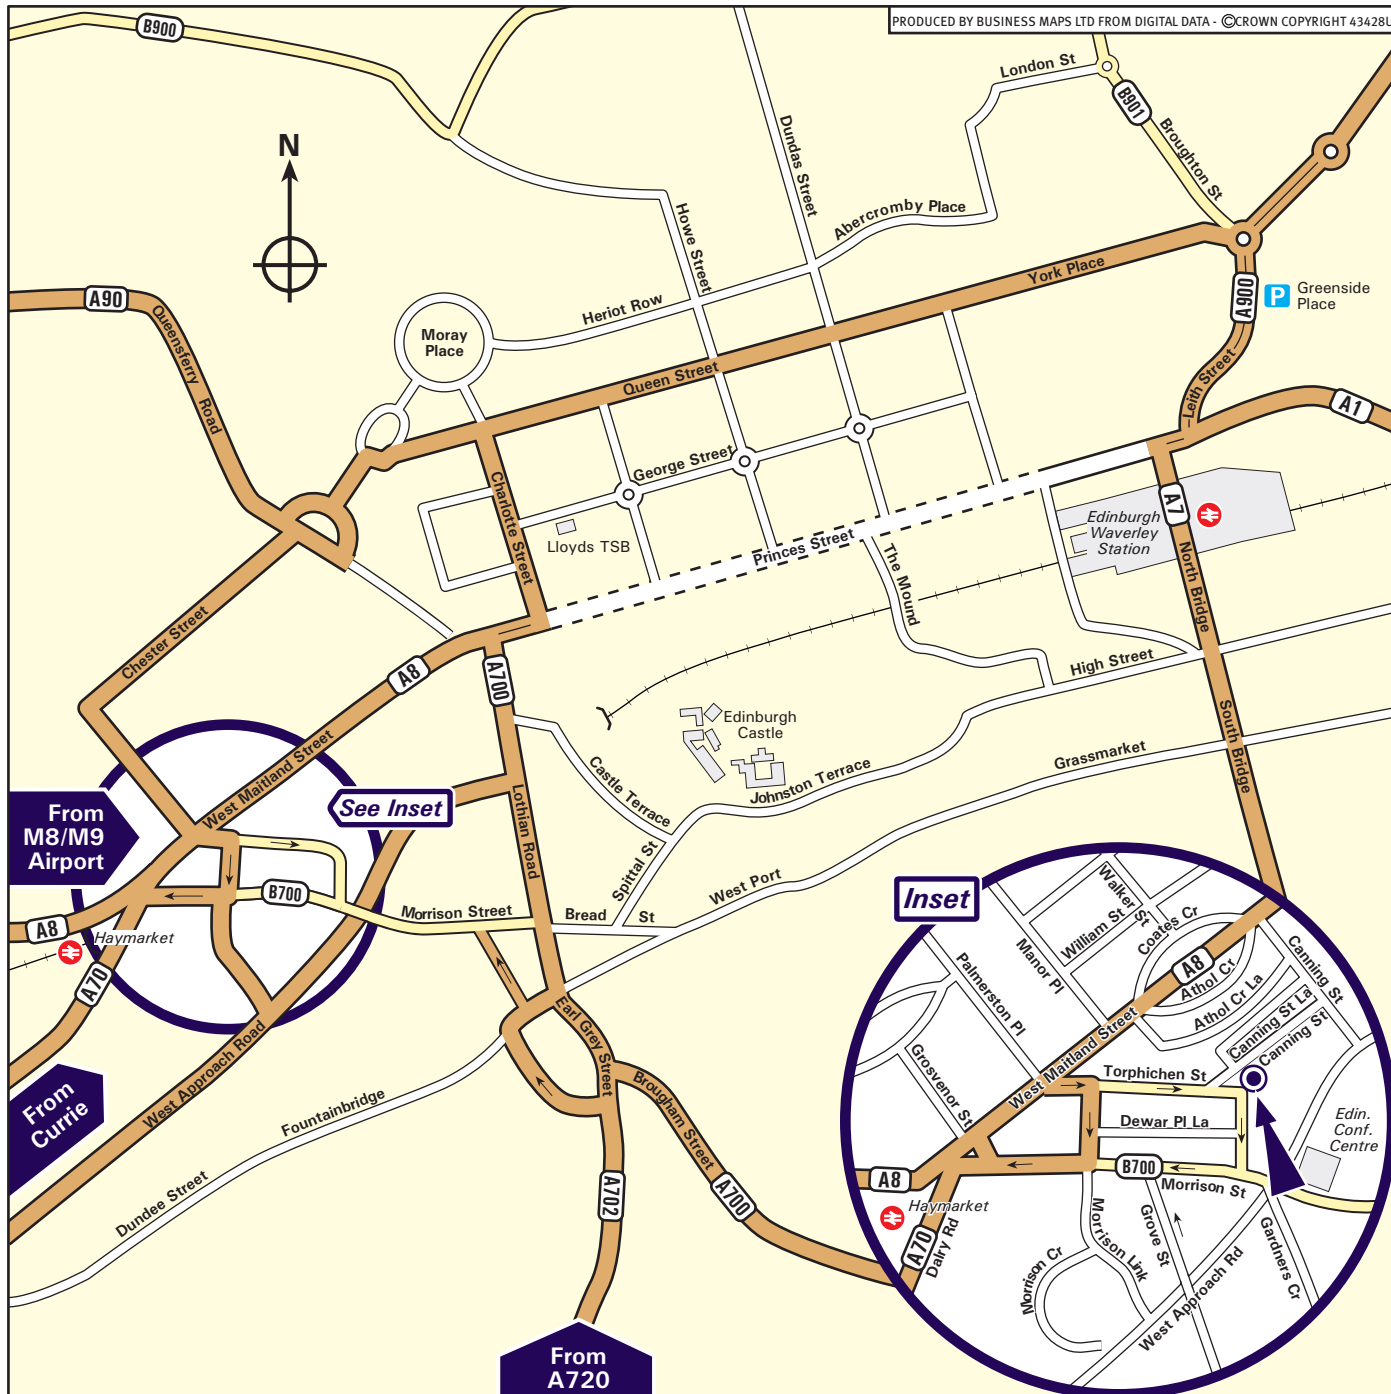 PRODUCED BY BUSINESS MAPS LTD FROM DIGITAL DATA - ©CROWN COPYRIGHT 43428U
B900
London St
B901
Broughton St
Dundas Street
N
Howe Street
Abercromby Place
A90
Queensferry Road
Heriot Row
York Place
A900
P
Greenside
Place
Moray
Place
Queen Street
Leith Street
A1
George Street
Charlotte Street
Lloyds TSB
Princes Street
The Mound
Edinburgh
Waverley
Station
A7
North Bridge
Chester Street
A8
A700
High Street
Edinburgh
Castle
South Bridge
Grassmarket
West Maitland Street
See Inset
Castle Terrace
Johnston Terrace
From
M8/M9
Airport
Lothian Road
Spittal St
West Port
B700
Morrison Street
Bread St
A8
Haymarket
A70
Earl Grey Street
West Approach Road
From
Currie
Fountainbridge
Brougham Street
Dundee Street
A702
A700
From
A720
Inset
Walker St
William St
Coates Cr
Manor Pl
Palmerston Pl
A8
Athol Cr
Athol Cr La
Canning St
Canning St La
Canning St
Grosvenor St
West Maitland Street
Torphichen St
Dewar Pl La
Edin.
Conf.
Centre
A8
B700
Morrison St
Haymarket
A70
Dalry Rd
Morrison Link
Grove St
Gardners Cr
Morrison Cr
West Approach Rd